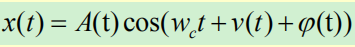 x(t) = A(t) cos(w_c t + v(t) + φ(t))